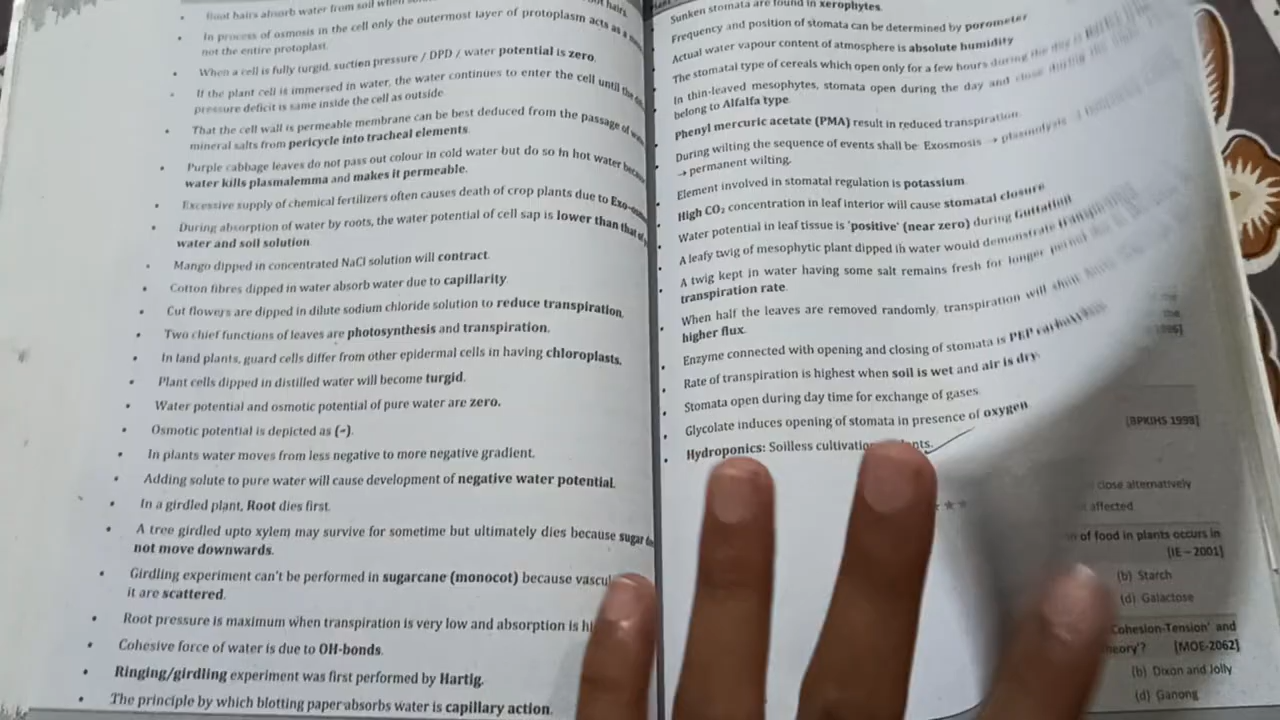 Root hairs absorb water from soil when
In process of osmosis in the cell only the outermost layer of protoplasm acts as a
not the entire protoplast.
When a cell is fully turgid, suction pressure / DPD / water potential is zero.
If the plant cell is immersed in water, the water continues to enter the cell until the
pressure deficit is same inside the cell as outside
That the cell wall is permeable membrane can be best deduced from the passage of
mineral salts from pericycle into tracheal elements.
Purple cabbage leaves do not pass out colour in cold water but do so in hot water
water kills plasmalemma and makes it permeable.
Excessive supply of chemical fertilizers often causes death of crop plants due to
During absorption of water by roots, the water potential of cell sap is lower than that
water and soil solution
Mango dipped in concentrated NaCl solution will contract.
Cotton fibres dipped in water absorb water due to capillarity
Cut flowers are dipped in dilute sodium chloride solution to reduce transpiration.
Two chief functions of leaves are photosynthesis and transpiration.
In land plants, guard cells differ from other epidermal cells in having chloroplasts.
Plant cells dipped in distilled water will become turgid.
Water potential and osmotic potential of pure water are zero.
Osmotic potential is depicted as (-).
In plants water moves from less negative to more negative gradient.
Adding solute to pure water will cause development of negative water potential.
In a girdled plant, Root dies first.
A tree girdled upto xylem may survive for sometime but ultimately dies because sugar
not move downwards.
Girdling experiment can't be performed in sugarcane (monocot) because
it are scattered.
Root pressure is maximum when transpiration is very low and absorption is
Cohesive force of water is due to OH-bonds.
Ringing/girdling experiment was first performed by Hartig.
The principle by which blotting paper absorbs water is capillary action.
Sunken stomata are found in xerophytes.
Frequency and position of stomata can be determined by porometer
Actual water vapour content of atmosphere is absolute humidity
The stomatal type of cereals which open only for a few hours during the day is
In thin-leaved mesophytes, stomata open during the day and close during the
belong to Alfalfa type.
Phenyl mercuric acetate (PMA) result in reduced transpiration
During wilting the sequence of events shall be: Exosmosis → plasmolysis →
→ permanent wilting.
Element involved in stomatal regulation is potassium
High CO₂ concentration in leaf interior will cause stomatal closure
Water potential in leaf tissue is 'positive' (near zero) during Guttation
A leafy twig of mesophytic plant dipped in water would demonstrate
A twig kept in water having some salt remains fresh for longer period
transpiration rate.
When half the leaves are removed randomly, transpiration will show
higher flux.
Enzyme connected with opening and closing of stomata is PEP carboxylase
Rate of transpiration is highest when soil is wet and air is dry.
Stomata open during day time for exchange of gases.
Glycolate induces opening of stomata in presence of oxygen
Hydroponics: Soilless cultivation
[BPKIHS 1998]
close alternatively
affected
of food in plants occurs in
[IE – 2001]
(b) Starch
(d) Galactose
Cohesion-Tension' and
[MOE-2062]
(b) Dixon and Jolly
(d) Ganong